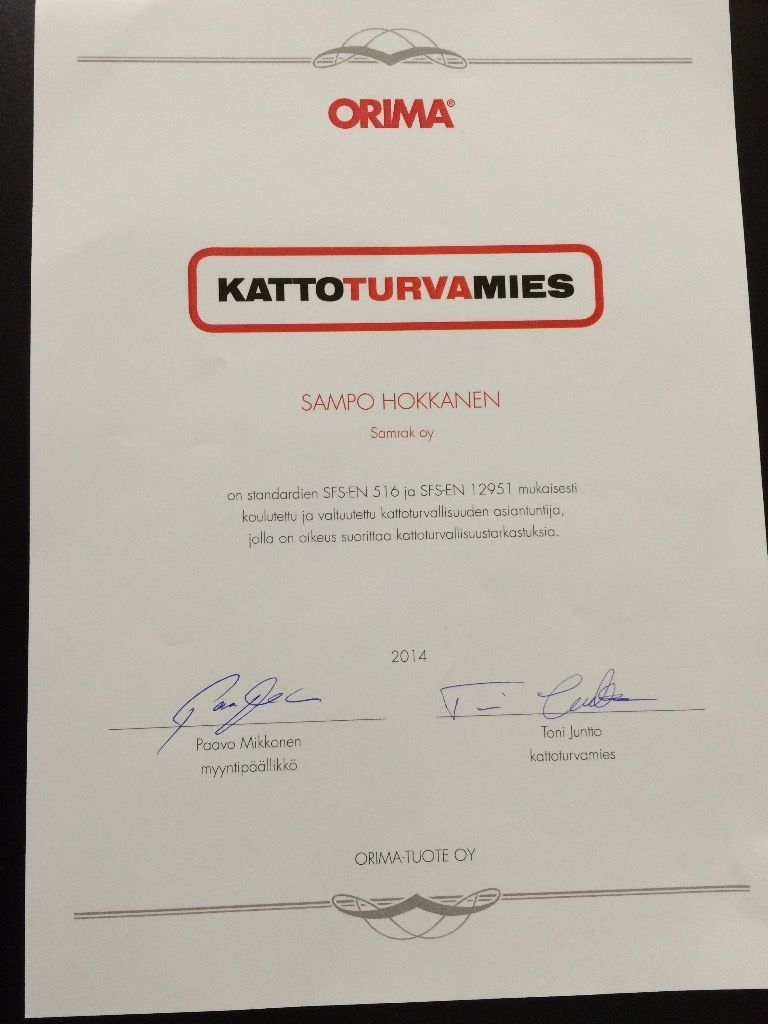 ORIMA®
KATTOTURVAMIES
SAMPO HOKKANEN
Samrak oy
on standardien SFS-EN 516 ja SFS-EN 12951 mukaisesti
koulutettu ja valtuutettu kattoturvallisuuden asiantuntija,
jolla on oikeus suorittaa kattoturvallisuustarkastuksia.
2014
Paavo Mikkonen
myyntipäällikkö
Toni Juntto
kattoturvamies
ORIMA-TUOTE OY